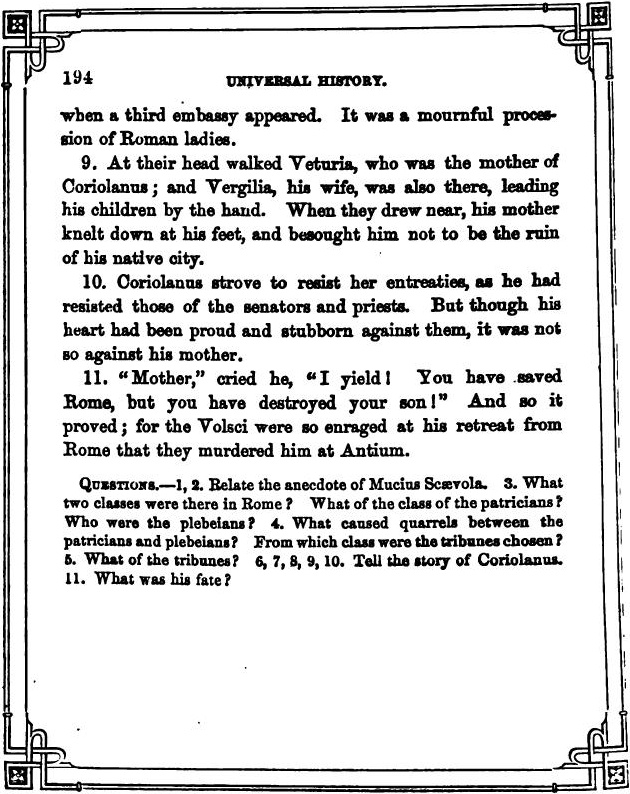 194
UNIVERSAL HISTORY.
when a third embassy appeared. It was a mournful proces-
sion of Roman ladies.
9. At their head walked Veturia, who was the mother of
Coriolanus; and Vergilia, his wife, was also there, leading
his children by the hand. When they drew near, his mother
knelt down at his feet, and besought him not to be the ruin
of his native city.
10. Coriolanus strove to resist her entreaties, as he had
resisted those of the senators and priests. But though his
heart had been proud and stubborn against them, it was not
so against his mother.
11. "Mother," cried he, "I yield! You have saved
Rome, but you have destroyed your son!" And so it
proved; for the Volsci were so enraged at his retreat from
Rome that they murdered him at Antium.
QUESTIONS.—1, 2. Relate the anecdote of Mucius Scævola. 3. What
two classes were there in Rome? What of the class of the patricians?
Who were the plebeians? 4. What caused quarrels between the
patricians and plebeians? From which class were the tribunes chosen?
5. What of the tribunes? 6, 7, 8, 9, 10. Tell the story of Coriolanus.
11. What was his fate?